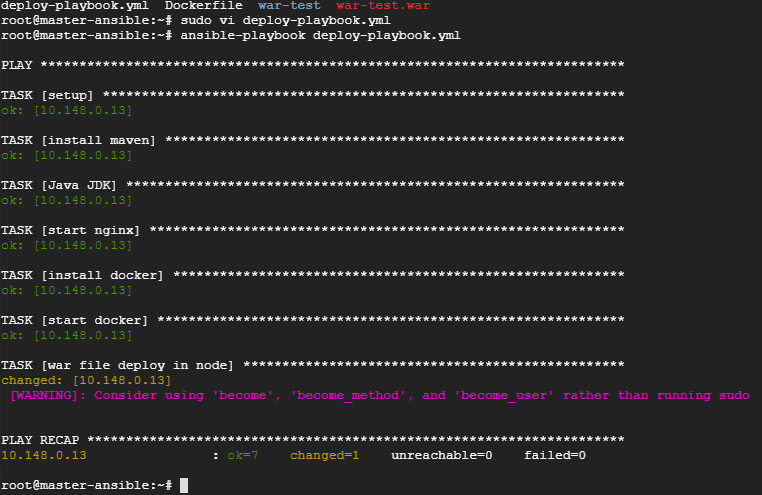 deploy-playbook.yml  Dockerfile  war-test  war-test.war
root@master-ansible:~# sudo vi deploy-playbook.yml
root@master-ansible:~# ansible-playbook deploy-playbook.yml
PLAY ***************************************************************************
TASK [setup] *******************************************************************
ok: [10.148.0.13]
TASK [install maven] ***********************************************************
ok: [10.148.0.13]
TASK [Java JDK] ****************************************************************
ok: [10.148.0.13]
TASK [start nginx] *************************************************************
ok: [10.148.0.13]
TASK [install docker] **********************************************************
ok: [10.148.0.13]
TASK [start docker] ************************************************************
ok: [10.148.0.13]
TASK [war file deploy in node] *************************************************
changed: [10.148.0.13]
 [WARNING]: Consider using 'become', 'become_method', and 'become_user' rather than running sudo
PLAY RECAP *********************************************************************
10.148.0.13                : ok=7    changed=1    unreachable=0    failed=0
root@master-ansible:~#